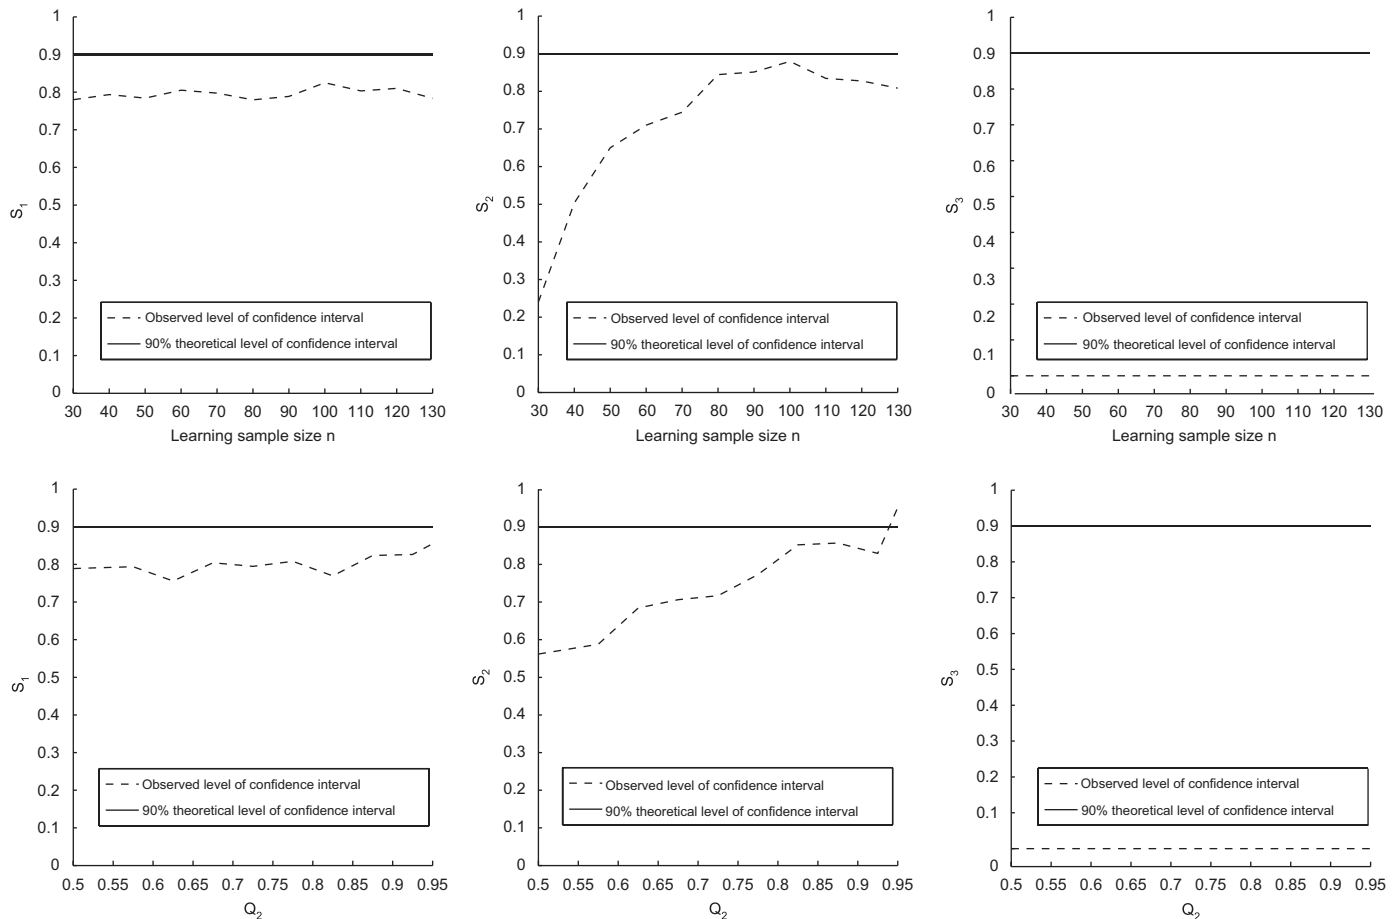 1
0.9
0.8
0.7
0.6
0.5
0.4
0.3
0.2
0.1
0
S1
Observed level of confidence interval
90% theoretical level of confidence interval
30 40 50 60 70 80 90 100 110 120 130
Learning sample size n
1
0.9
0.8
0.7
0.6
0.5
0.4
0.3
0.2
0.1
0
S2
Observed level of confidence interval
90% theoretical level of confidence interval
30 40 50 60 70 80 90 100 110 120 130
Learning sample size n
1
0.9
0.8
0.7
0.6
0.5
0.4
0.3
0.2
0.1
0
S3
Observed level of confidence interval
90% theoretical level of confidence interval
30 40 50 60 70 80 90 100 110 120 130
Learning sample size n
1
0.9
0.8
0.7
0.6
0.5
0.4
0.3
0.2
0.1
0
S1
Observed level of confidence interval
90% theoretical level of confidence interval
0.5 0.55 0.6 0.65 0.7 0.75 0.8 0.85 0.9 0.95
Q2
1
0.9
0.8
0.7
0.6
0.5
0.4
0.3
0.2
0.1
0
S2
Observed level of confidence interval
90% theoretical level of confidence interval
0.5 0.55 0.6 0.65 0.7 0.75 0.8 0.85 0.9 0.95
Q2
1
0.9
0.8
0.7
0.6
0.5
0.4
0.3
0.2
0.1
0
S3
Observed level of confidence interval
90% theoretical level of confidence interval
0.5 0.55 0.6 0.65 0.7 0.75 0.8 0.85 0.9 0.95
Q2